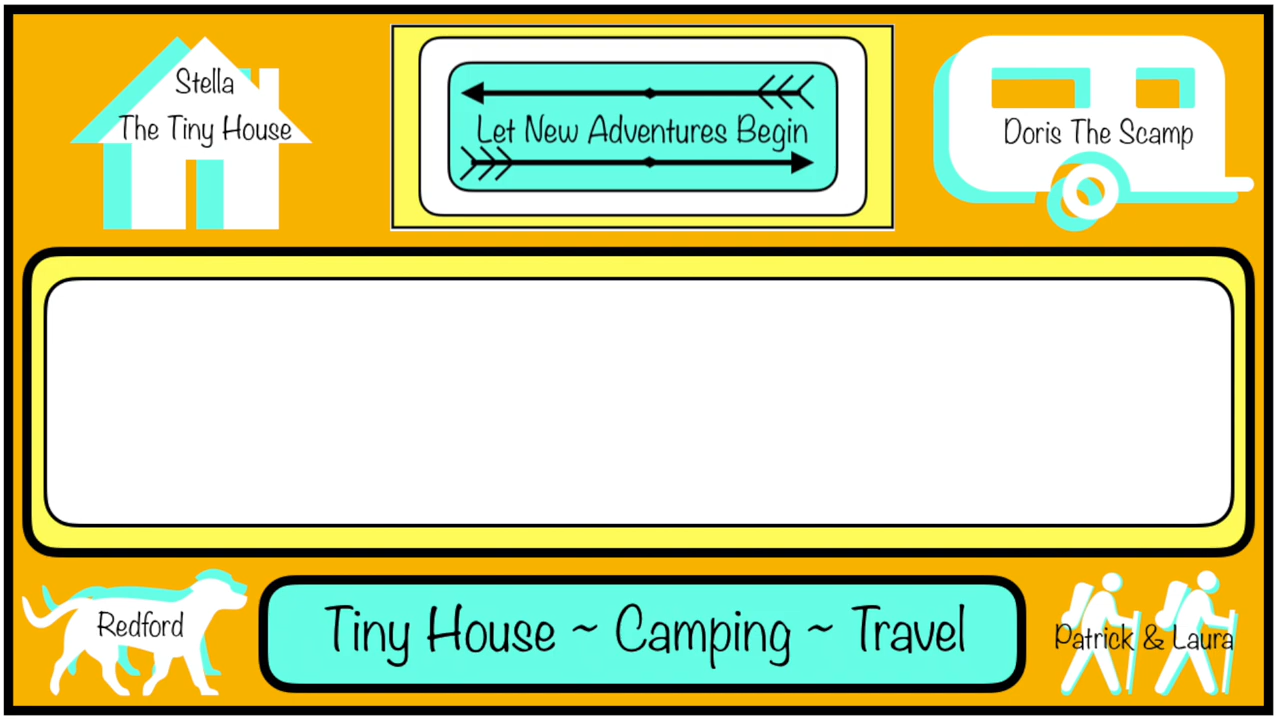 Stella
The Tiny House
Let New Adventures Begin
Doris The Scamp
Redford
Tiny House ~ Camping ~ Travel
Patrick & Laura